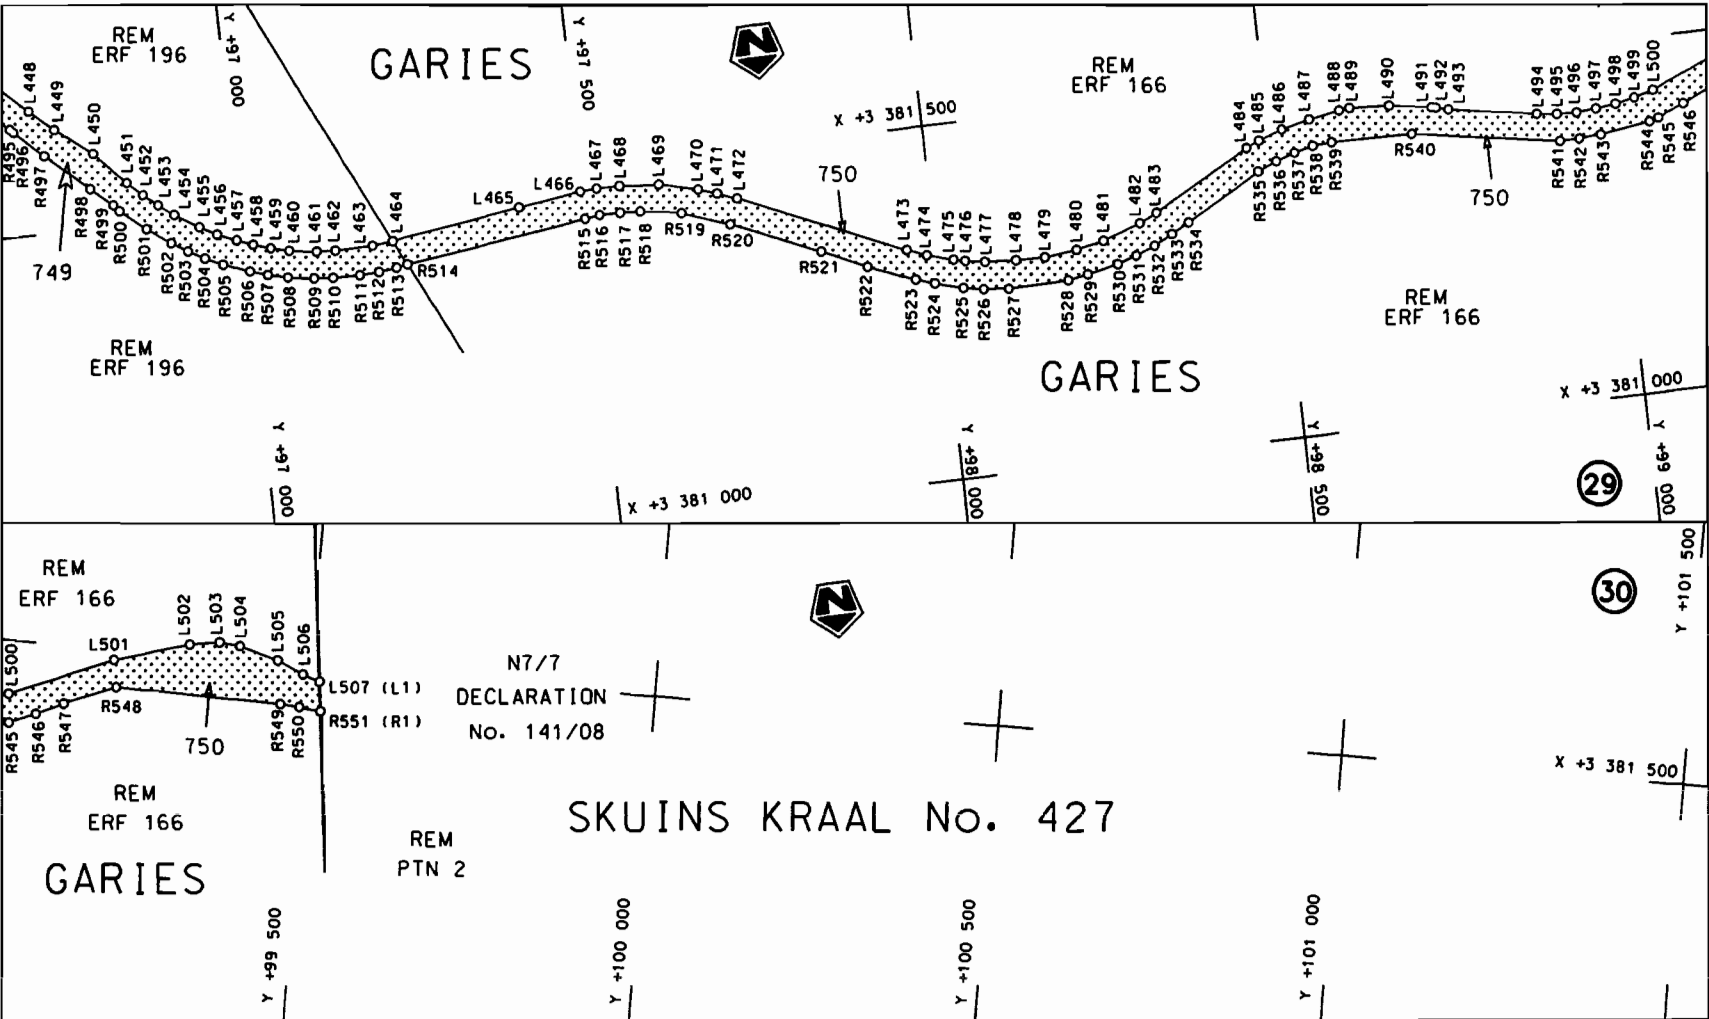 REM
ERF 196
GARIES
Y +97 000
Y +97 500
N
X +3 381 500
REM
ERF 166
L448
L449
L450
L451
L452
L453
L454
L455
L456
L457
L458
L459
L460
L461
L462
L463
L464
L465
L466
L467
L468
L469
L470
L471
L472
L473
L474
L475
L476
L477
L478
L479
L480
L481
L482
L483
L484
L485
L486
L487
L488
L489
L490
L491
L492
L493
L494
L495
L496
L497
L498
L499
L500
749
750
750
R495
R496
R497
R498
R499
R500
R501
R502
R503
R504
R505
R506
R507
R508
R509
R510
R511
R512
R513
R514
R515
R516
R517
R518
R519
R520
R521
R522
R523
R524
R525
R526
R527
R528
R529
R530
R531
R532
R533
R534
R535
R536
R537
R538
R539
R540
R541
R542
R543
R544
R545
R546
REM
ERF 196
REM
ERF 166
GARIES
X +3 381 000
Y +97 000
X +3 381 000
Y +98 000
Y +98 500
Y +99 000
29
REM
ERF 166
N
30
Y +101 500
L500
L501
L502
L503
L504
L505
L506
L507 (L1)
R545
R546
R547
R548
R549
R550
R551 (R1)
750
N7/7
DECLARATION
No. 141/08
X +3 381 500
REM
ERF 166
GARIES
SKUINS KRAAL No. 427
REM
PTN 2
Y +99 500
Y +100 000
Y +100 500
Y +101 000